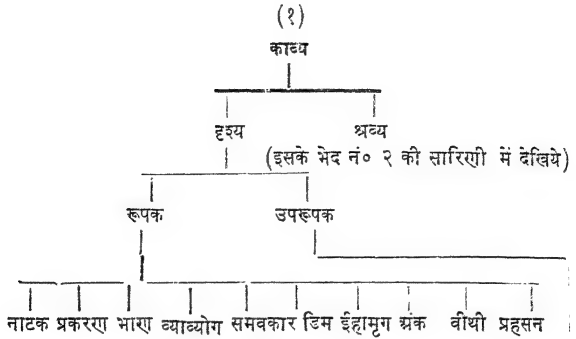 (१)
काव्य
दृश्य श्रव्य
(इसके भेद नं० २ की सारिणी में देखिये)
रूपक उपरूपक
नाटक प्रकरण भाण व्याव्योग समवकार डिम ईहामृग अंक वीथी प्रहसन